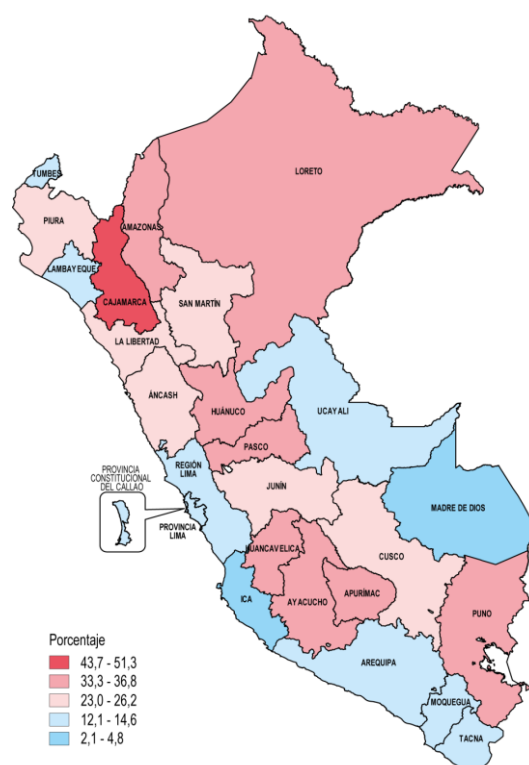 TUMBES
LORETO
PIURA
AMAZONAS
LAMBAYEQUE
CAJAMARCA
SAN MARTÍN
LA LIBERTAD
ÁNCASH
HUÁNUCO
UCAYALI
PASCO
PROVINCIA
CONSTITUCIONAL
DEL CALLAO
REGIÓN
LIMA
JUNÍN
PROVINCIA
LIMA
MADRE DE DIOS
HUANCAVELICA
CUSCO
ICA
AYACUCHO
APURÍMAC
PUNO
AREQUIPA
MOQUEGUA
TACNA
Porcentaje
43,7 - 51,3
33,3 - 36,8
23,0 - 26,2
12,1 - 14,6
2,1 - 4,8